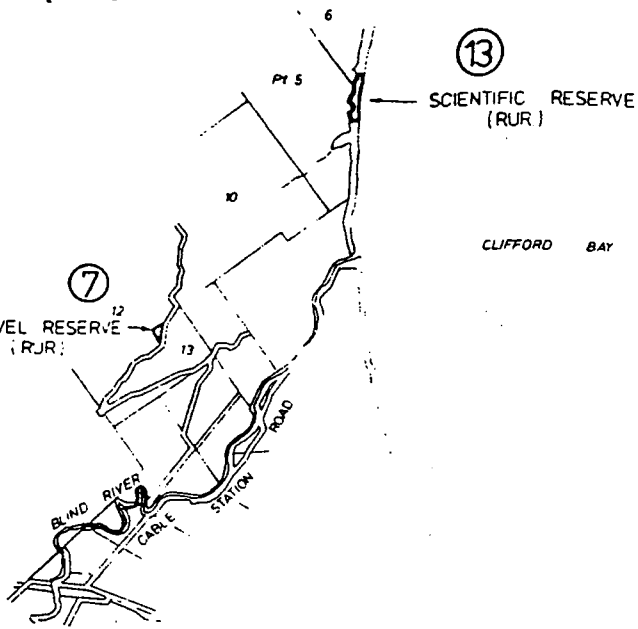 6
13
Pt 5
SCIENTIFIC RESERVE
(RUR)
10
CLIFFORD BAY
7
12
VEL RESERVE
(RUR)
13
BLIND RIVER
CABLE STATION ROAD